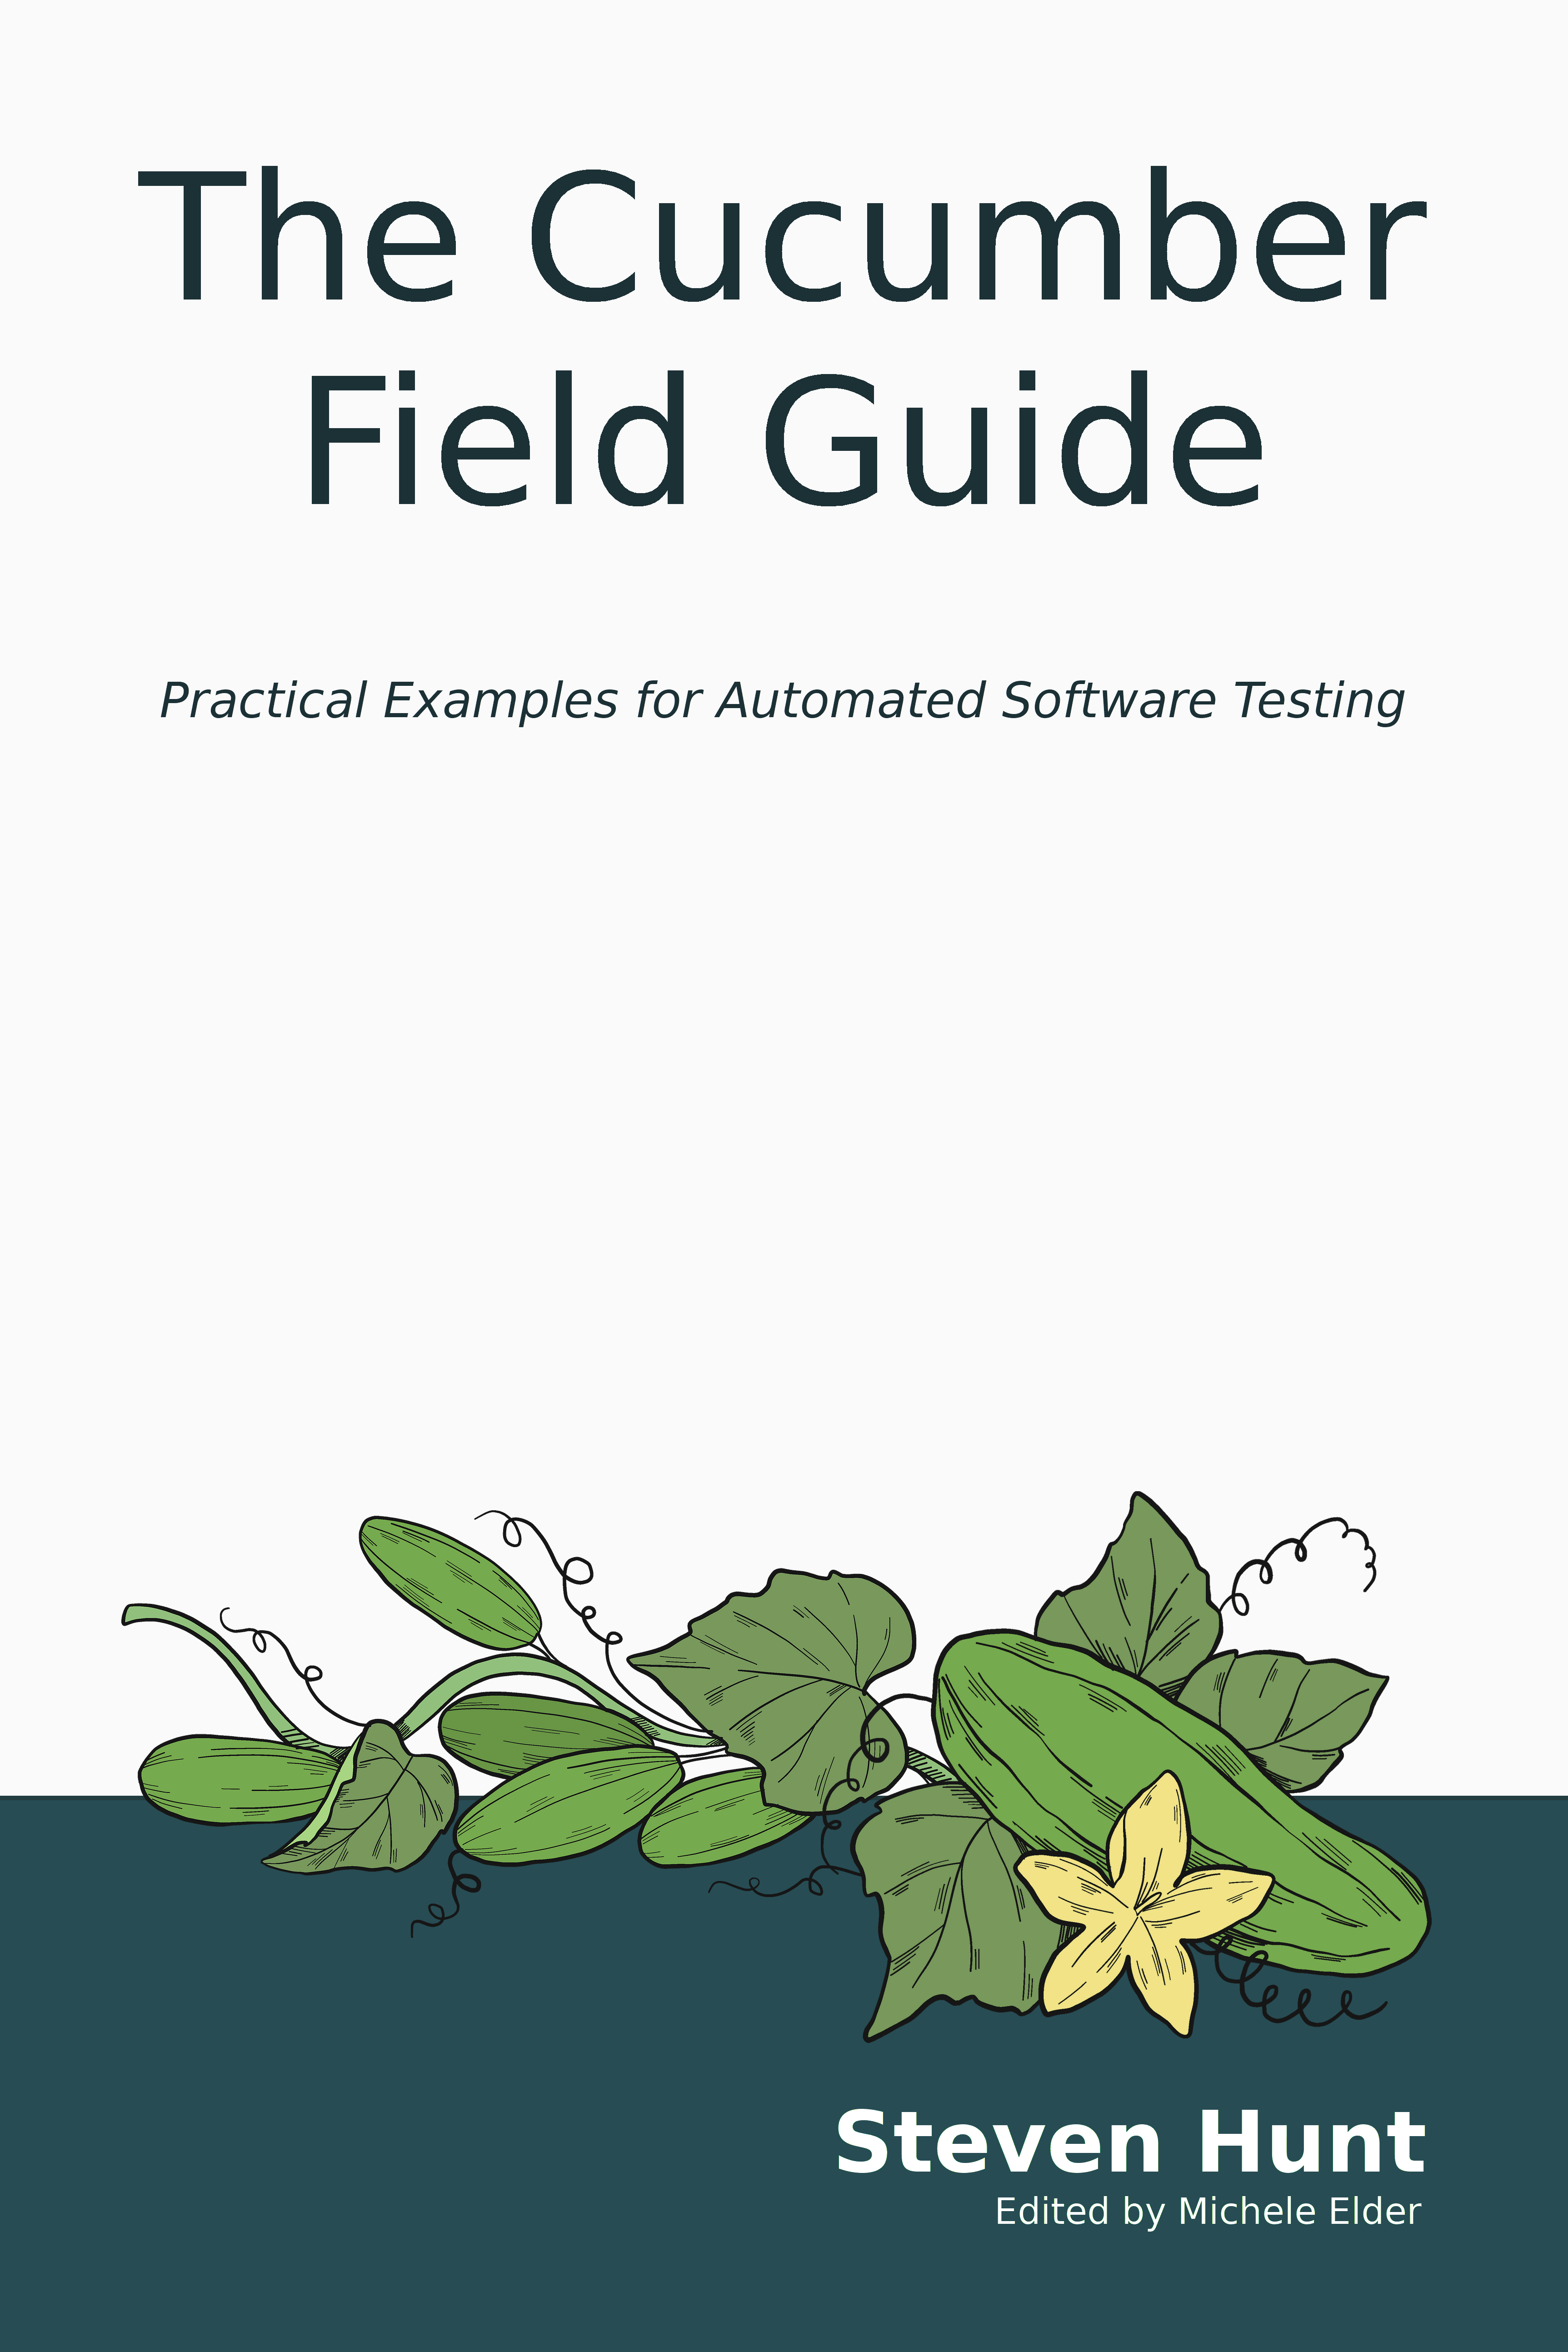 The Cucumber
Field Guide
Practical Examples for Automated Software Testing
Steven Hunt
Edited by Michele Elder